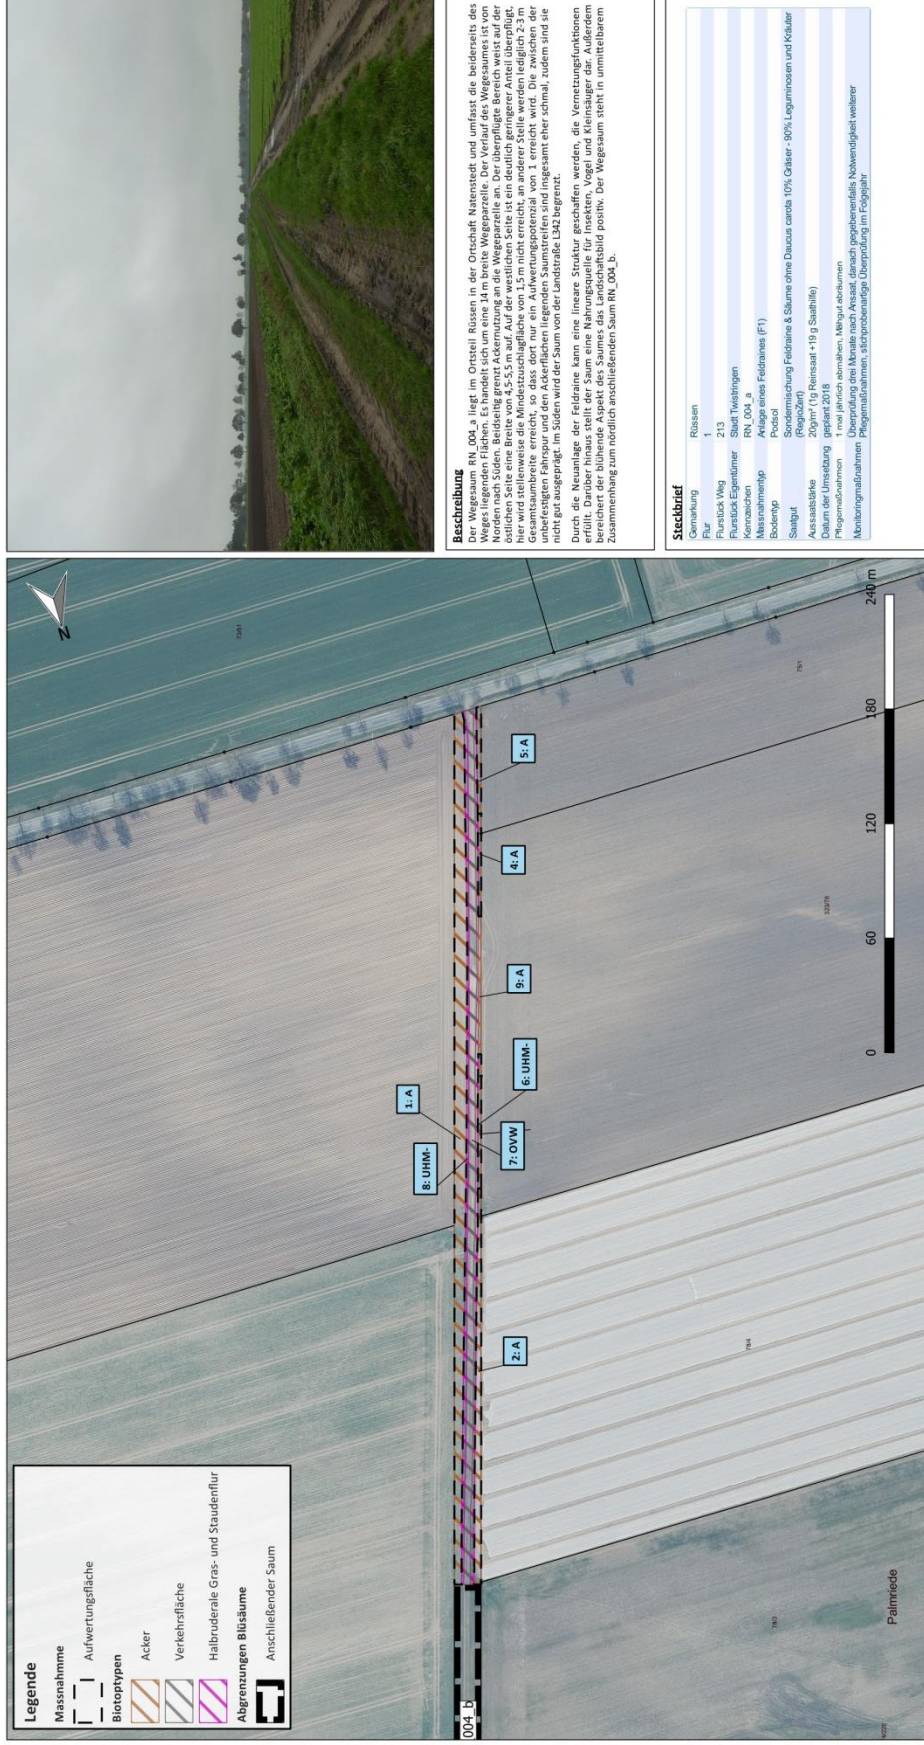 Legende
Massnahmme
Aufwertungsfläche
Biotoptypen
Acker
Verkehrsfläche
Halbruderale Gras- und Staudenflur
Abgrenzungen Blüsäume
Anschließender Saum
004_b
8: UHM-
1: A
2: A
7: OVW
6: UHM-
9: A
4: A
5: A
N
73/51
75/1
78/4
78/3
Palmriede
0 60 120 180 240 m
Beschreibung
Der Wegesaum RN_004_a liegt im Ortsteil Rüssen in der Ortschaft Natenstedt und umfasst die beiderseits des
Weges liegenden Flächen. Es handelt sich um eine 14 m breite Wegeparzelle. Der Verlauf des Wegesaumes ist von
Norden nach Süden. Beidseitig grenzt Ackernutzung an die Wegeparzelle an. Der überpflügte Bereich weist auf der
östlichen Seite eine Breite von 4,5-5,5 m auf. Auf der westlichen Seite ist ein deutlich geringerer Anteil überpflügt,
hier wird stellenweise die Mindestzuschlagfläche von 1,5 m nicht erreicht, an anderer Stelle werden lediglich 2-3 m
Gesamtsaumbreite erreicht, so dass dort nur ein Aufwertungspotenzial von 1 erreicht wird. Die zwischen der
unbefestigten Fahrspur und den Ackerflächen liegenden Saumstreifen sind insgesamt eher schmal, zudem sind sie
nicht gut ausgeprägt. Im Süden wird der Saum von der Landstraße L342 begrenzt.
Durch die Neuanlage der Feldraine kann eine lineare Struktur geschaffen werden, die Vernetzungsfunktionen
erfüllt. Darüber hinaus stellt der Saum eine Nahrungsquelle für Insekten, Vögel und Kleinsäuger dar. Außerdem
bereichert der blühende Aspekt des Saumes das Landschaftsbild positiv. Der Wegesaum steht in unmittelbarem
Zusammenhang zum nördlich anschließenden Saum RN_004_b.
Steckbrief
Gemarkung Rüssen
Flur 1
Flurstück Weg 213
Flurstück Eigentümer Stadt Twistringen
Kennzeichen RN_004_a
Massnahmentyp Anlage eines Feldraines (F1)
Bodentyp Podsol
Saatgut Sondermischung Feldraine & Säume ohne Daucus carota 10% Gräser - 90% Leguminosen und Kräuter
(RegioZert)
Aussaatstärke 20g/m² (1g Reinsaat +19 g Saathilfe)
Datum der Umsetzung geplant 2018
Pflegemaßnahmen 1 mal jährlich abmähen, Mähgut abräumen
Monitoringmaßnahmen Überprüfung drei Monate nach Ansaat, danach gegebenenfalls Notwendigkeit weiterer
Pflegemaßnahmen, stichprobenartige Überprüfung im Folgejahr